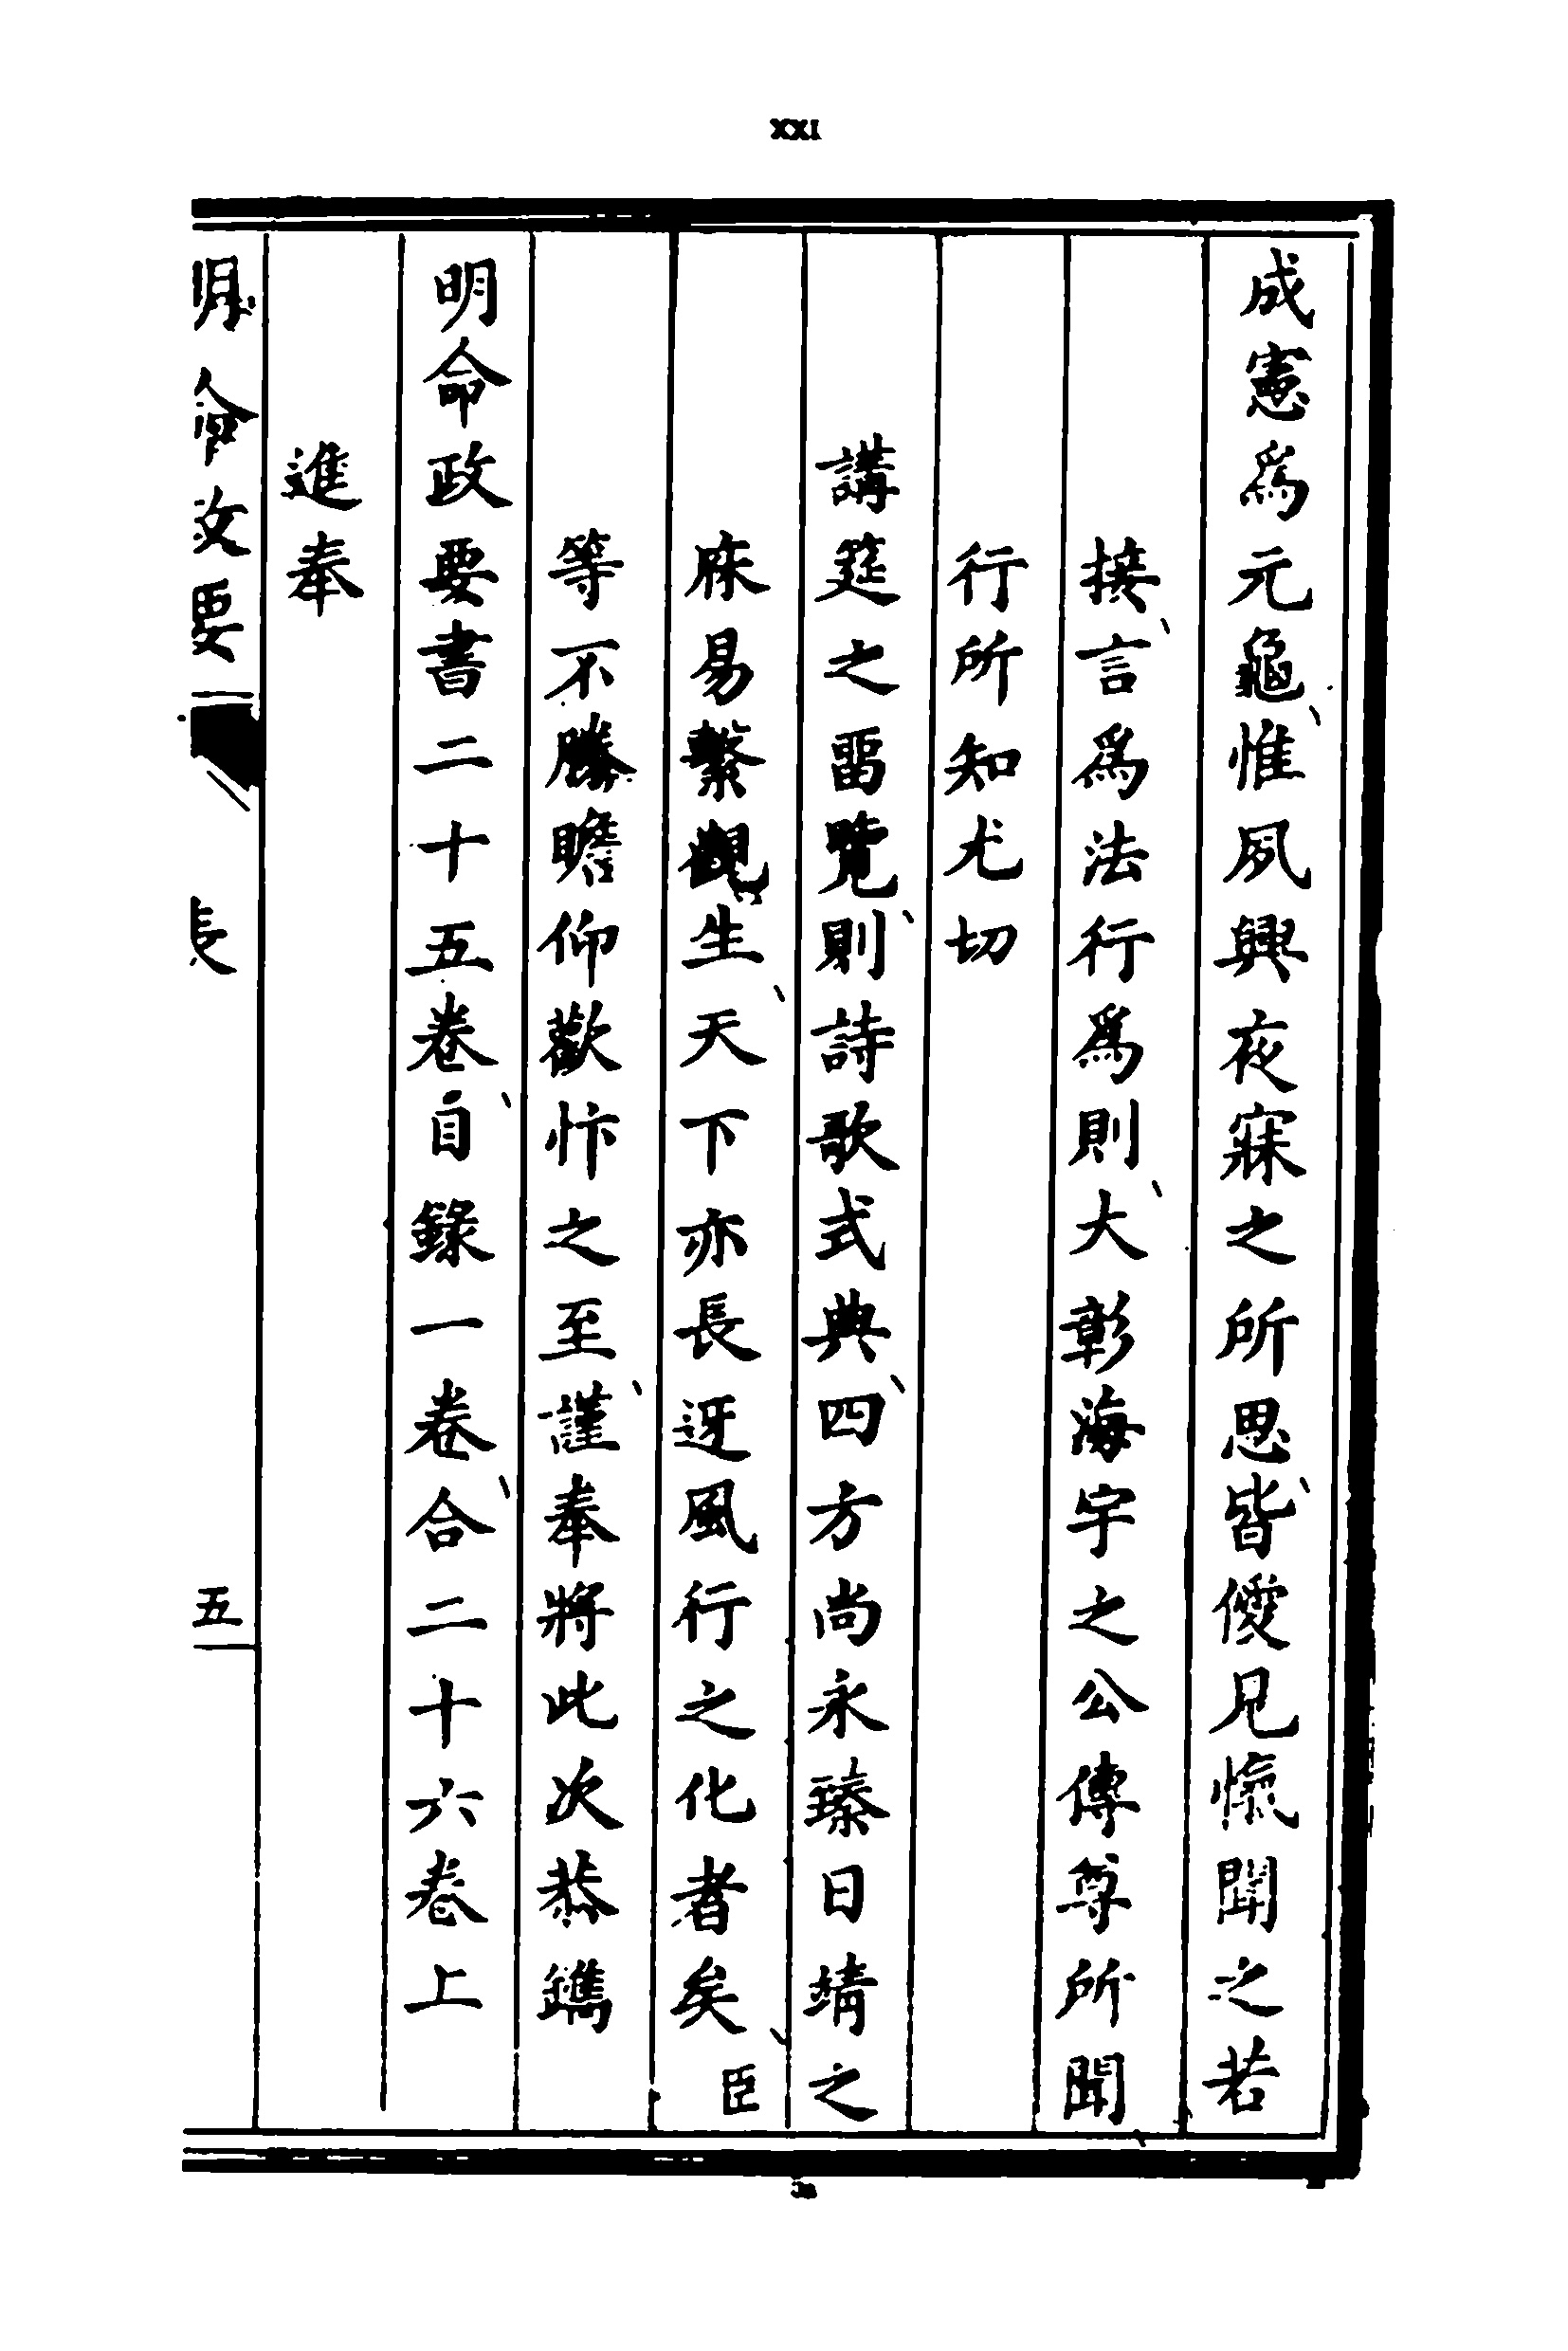 XXI
成憲爲元龜惟夙興夜寐之所思皆僾見愾聞之若
接言爲法行爲則大彰海宇之公傳尊所聞
行所知尤切
講筵之畱覽則詩歌式典四方尚永臻日靖之
庥易繫觀生天下亦長迓風行之化者矣臣
等不勝瞻仰歡忭之至謹奉將此次恭鐫
明命政要書二十五卷目錄一卷合二十六卷上
進奉
明命政要
表
五